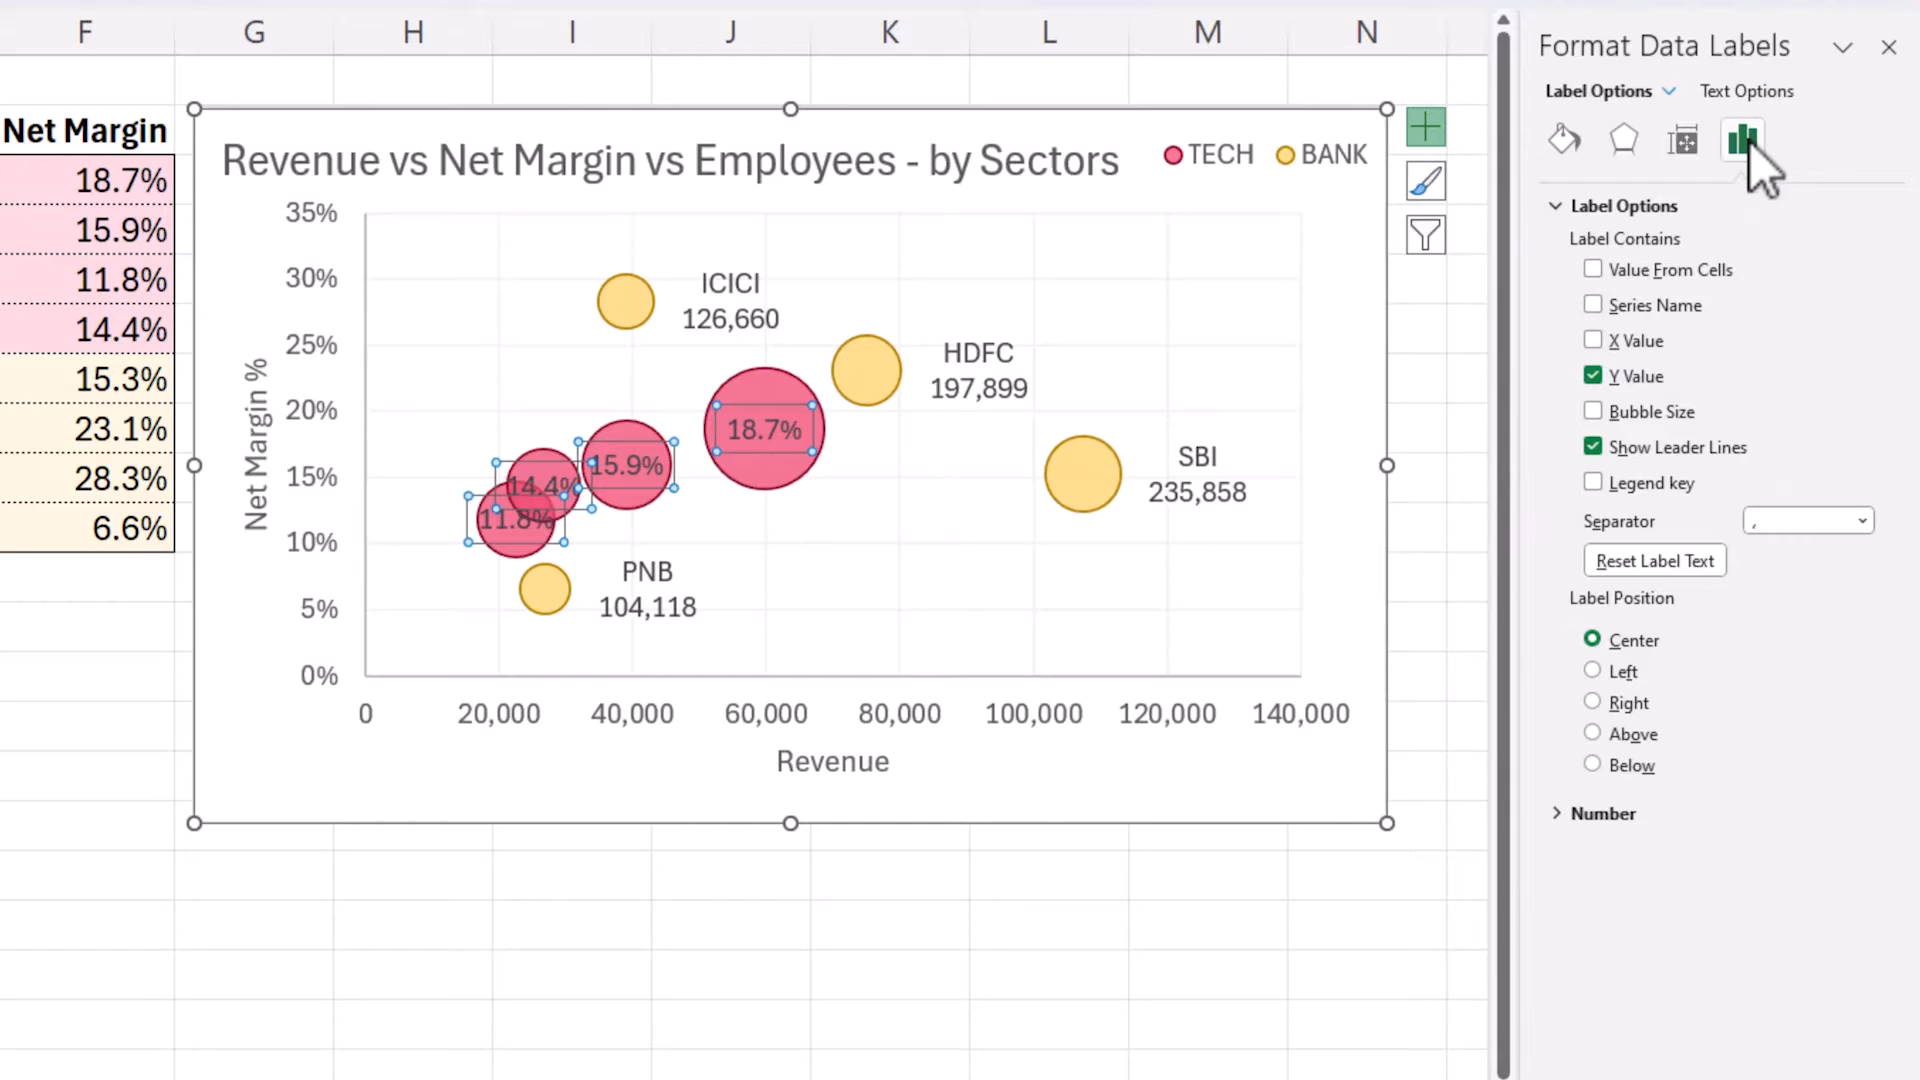 F G H I J K L M N
Net Margin
18.7%
15.9%
11.8%
14.4%
15.3%
23.1%
28.3%
6.6%
Revenue vs Net Margin vs Employees - by Sectors
TECH BANK
35%
30%
25%
20%
15%
10%
5%
0%
Net Margin %
ICICI
126,660
HDFC
197,899
18.7%
15.9%
14.4%
11.8%
SBI
235,858
PNB
104,118
0 20,000 40,000 60,000 80,000 100,000 120,000 140,000
Revenue
Format Data Labels
Label Options Text Options
Label Options
Label Contains
Value From Cells
Series Name
X Value
Y Value
Bubble Size
Show Leader Lines
Legend key
Separator ,
Reset Label Text
Label Position
Center
Left
Right
Above
Below
Number